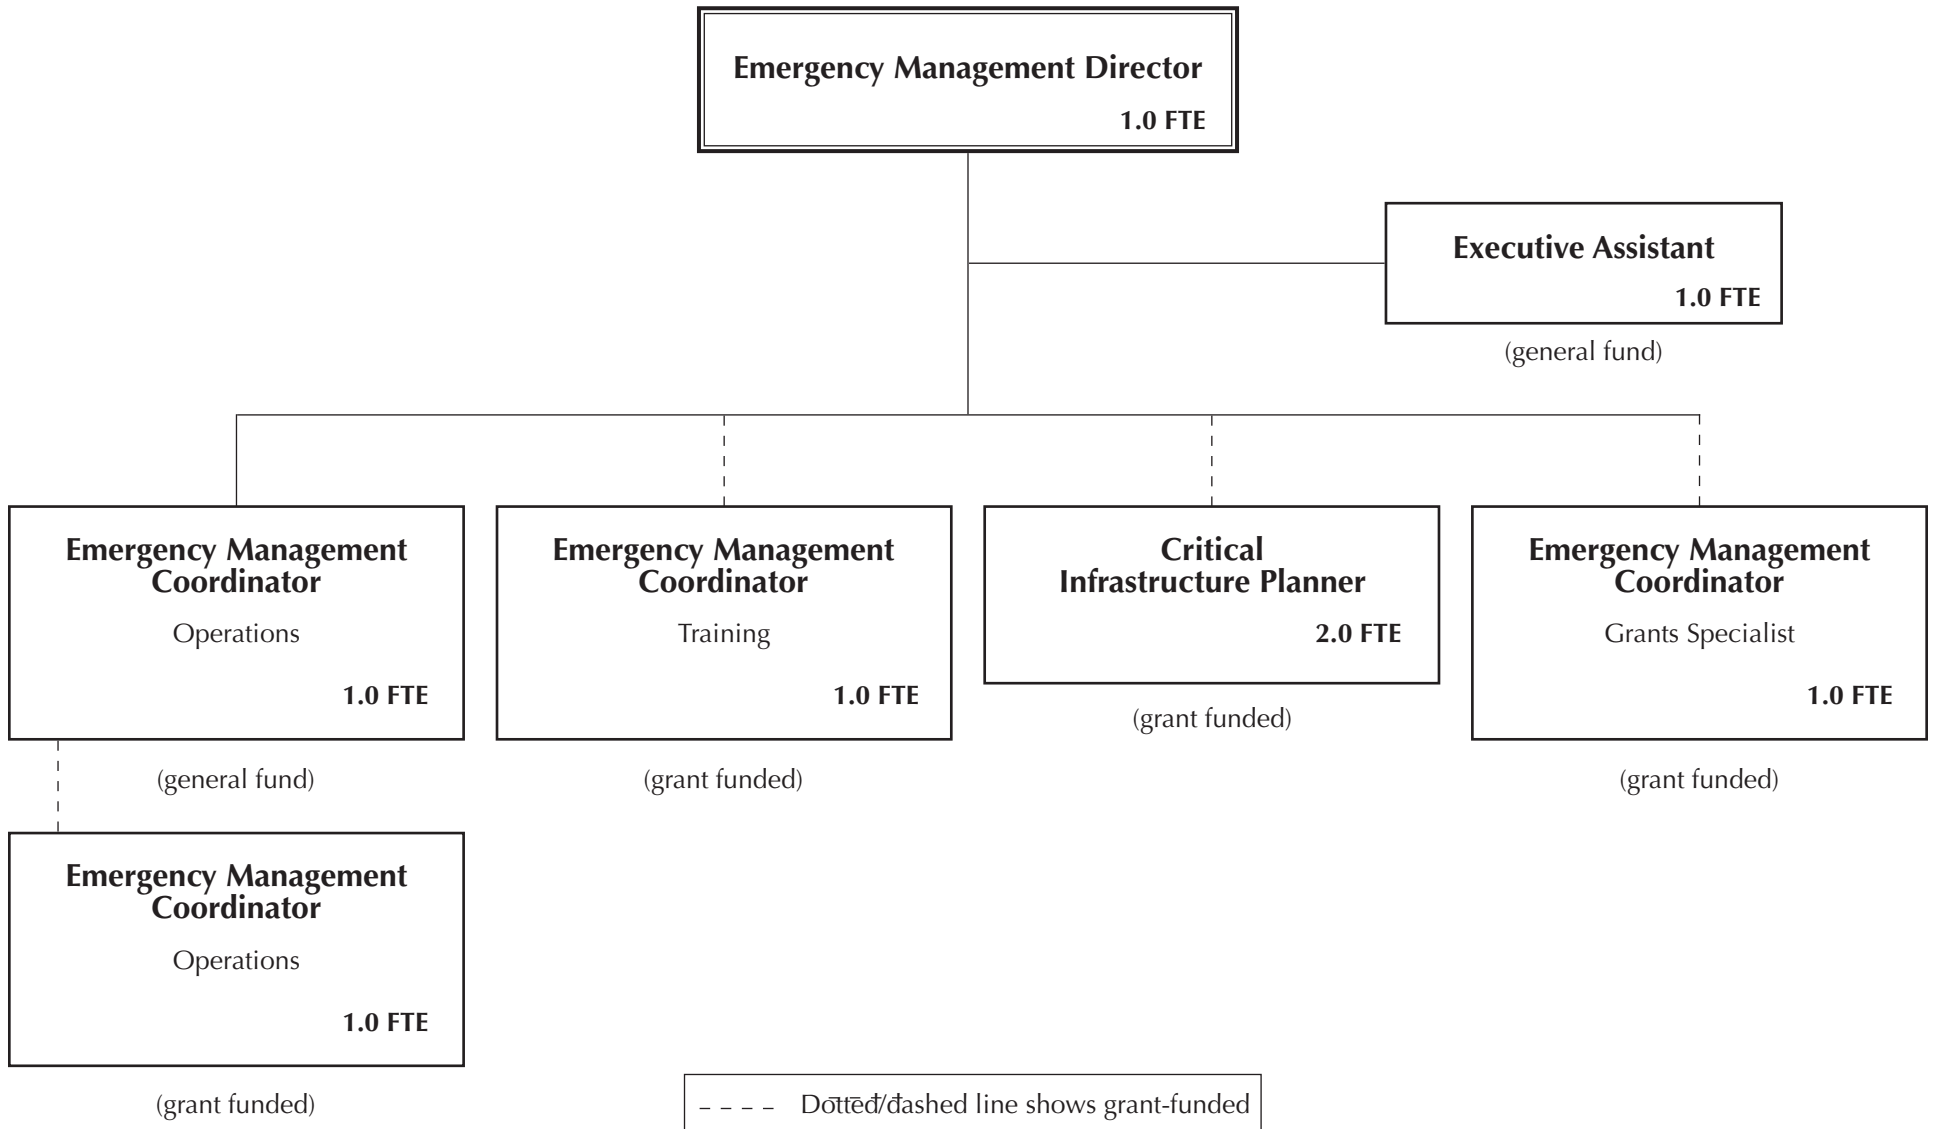 Emergency Management Director
1.0 FTE
Executive Assistant
1.0 FTE
(general fund)
Emergency Management
Coordinator
Operations
1.0 FTE
(general fund)
Emergency Management
Coordinator
Training
1.0 FTE
(grant funded)
Critical
Infrastructure Planner
2.0 FTE
(grant funded)
Emergency Management
Coordinator
Grants Specialist
1.0 FTE
(grant funded)
Emergency Management
Coordinator
Operations
1.0 FTE
(grant funded)
Dotted/dashed line shows grant-funded